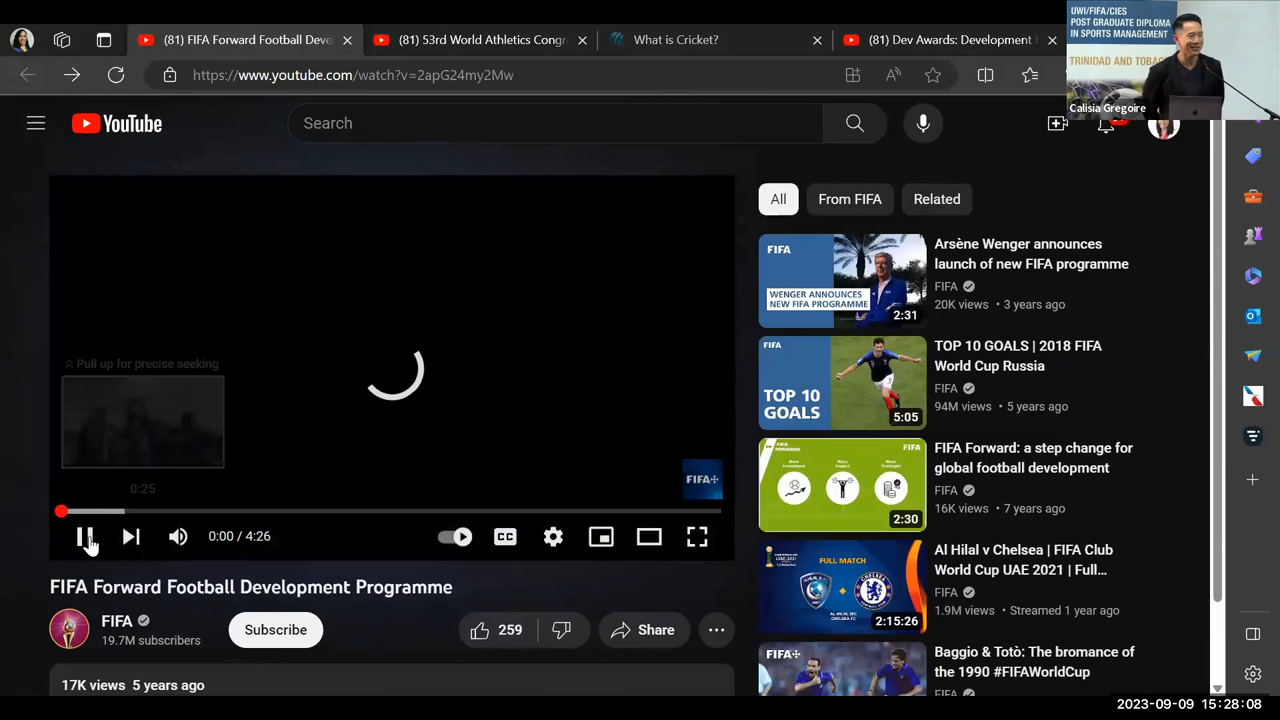 (81) FIFA Forward Football Deve
(81) 53rd World Athletics Congr
What is Cricket?
(81) Dev Awards: Development
UWI/FIFA/CIES
POST GRADUATE DIPLOMA
IN SPORTS MANAGEMENT
TRINIDAD AND TOBAG
Calisia Gregoire
https://www.youtube.com/watch?v=2apG24my2Mw
YouTube
Search
All
From FIFA
Related
Pull up for precise seeking
0:25
FIFA+
0:00 / 4:26
CC
FIFA Forward Football Development Programme
FIFA
19.7M subscribers
Subscribe
259
Share
17K views 5 years ago
FIFA
WENGER ANNOUNCES
NEW FIFA PROGRAMME
2:31
Arsène Wenger announces
launch of new FIFA programme
FIFA
20K views • 3 years ago
FIFA
TOP 10
GOALS
5:05
TOP 10 GOALS | 2018 FIFA
World Cup Russia
FIFA
94M views • 5 years ago
FIFA
2:30
FIFA Forward: a step change for
global football development
FIFA
16K views • 7 years ago
FULL MATCH
2:15:26
Al Hilal v Chelsea | FIFA Club
World Cup UAE 2021 | Full...
FIFA
1.9M views • Streamed 1 year ago
FIFA+
Baggio & Totò: The bromance of
the 1990 #FIFAWorldCup
FIFA
2023-09-09 15:28:08